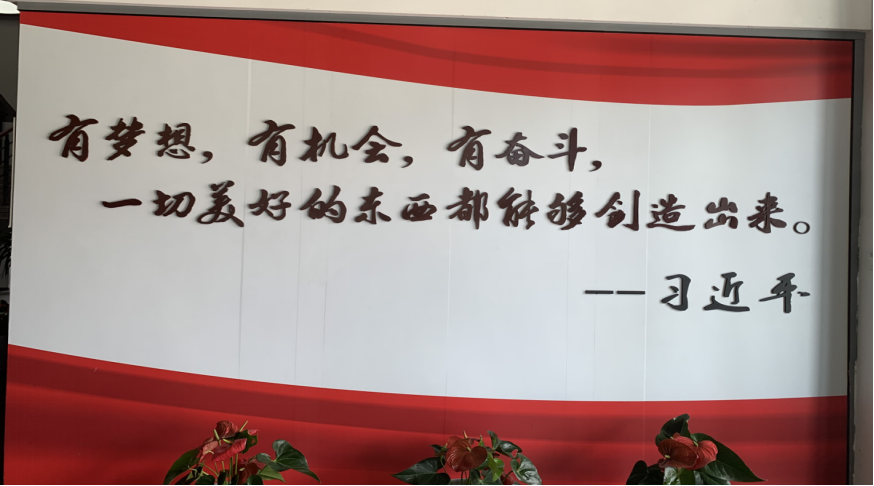 有梦想，有机会，有奋斗，
一切美好的东西都能够创造出来。
——习近平